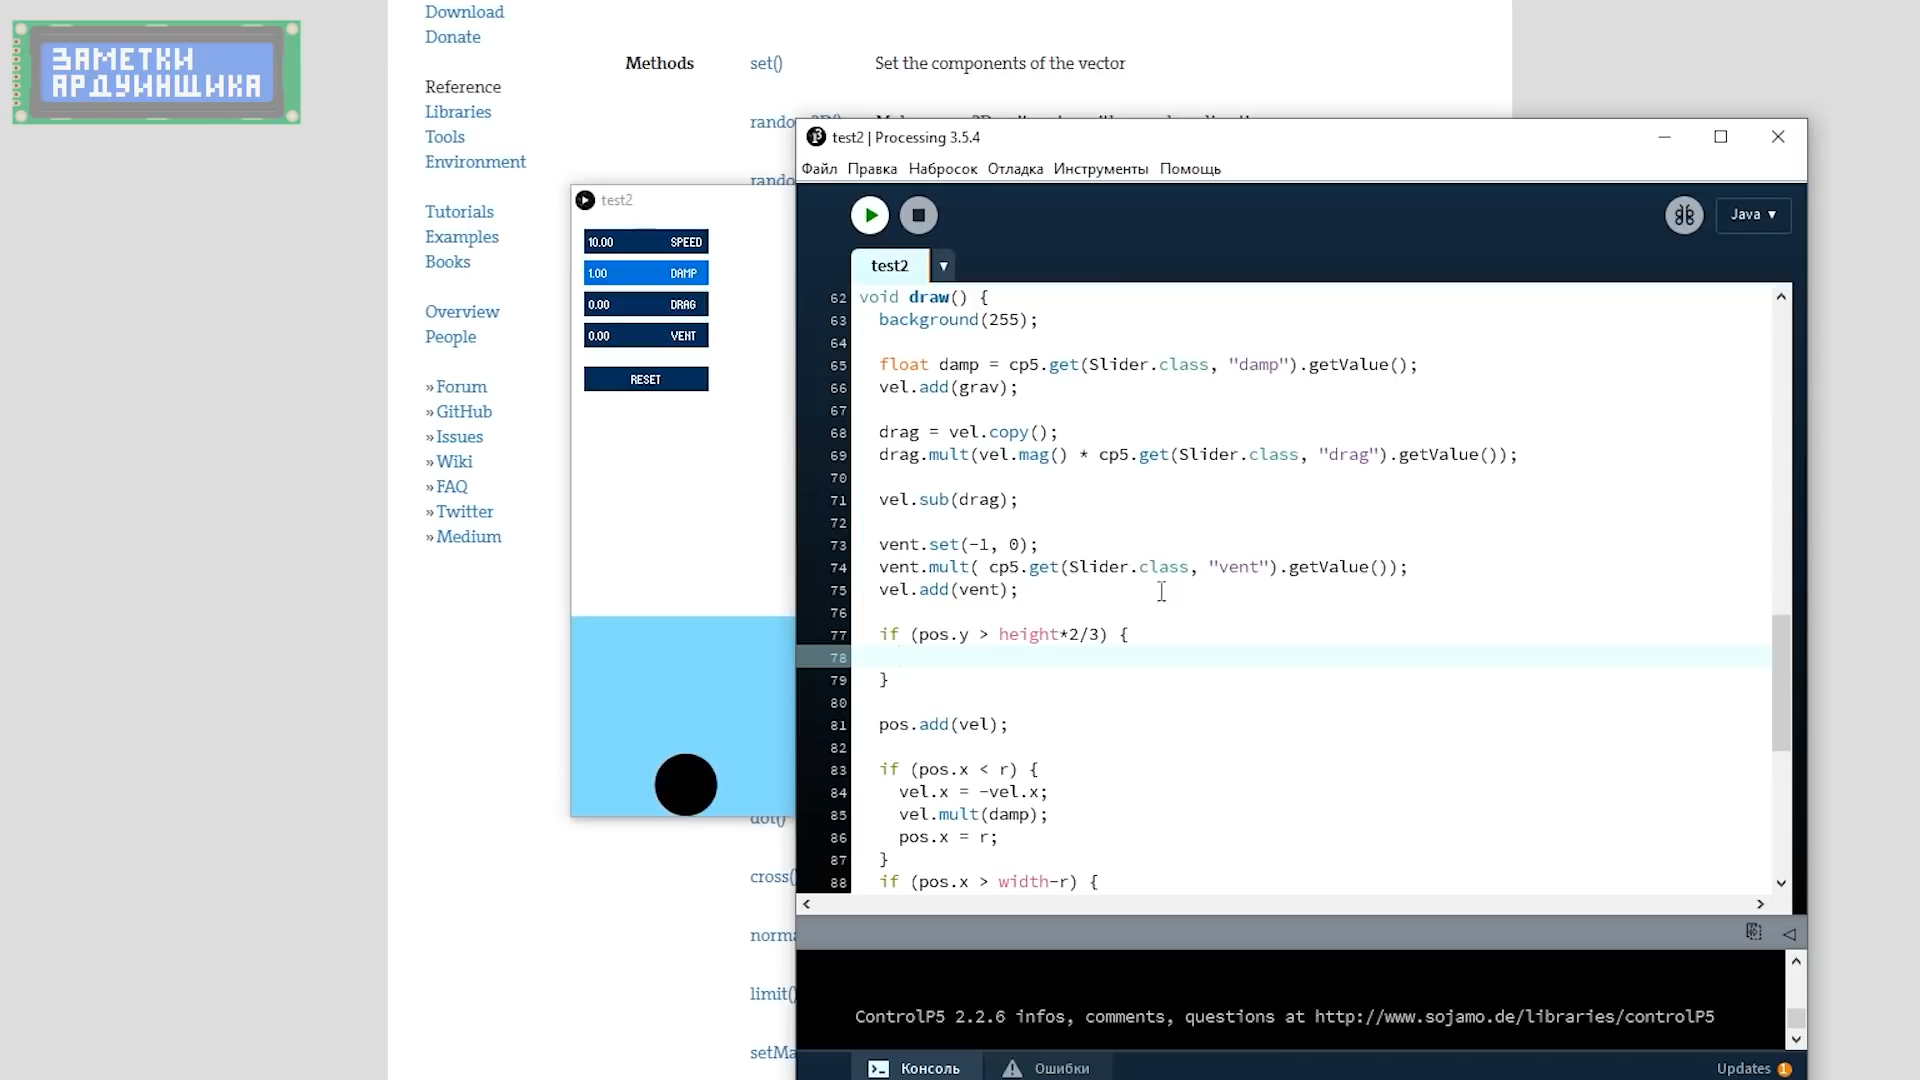 ЗАМЕТКИ
АРДУИНЩИКА
Download
Donate
Reference
Libraries
Tools
Environment
Tutorials
Examples
Books
Overview
People
» Forum
» GitHub
» Issues
» Wiki
» FAQ
» Twitter
» Medium
Methods
set()
Set the components of the vector
rando
rando
dot()
cross(
norma
limit()
setMa
test2
10.00 SPEED
1.00 DAMP
0.00 DRAG
0.00 VENT
RESET
test2 | Processing 3.5.4
Файл Правка Набросок Отладка Инструменты Помощь
Java ▾
test2
62 void draw() {
63 background(255);
64
65 float damp = cp5.get(Slider.class, "damp").getValue();
66 vel.add(grav);
67
68 drag = vel.copy();
69 drag.mult(vel.mag() * cp5.get(Slider.class, "drag").getValue());
70
71 vel.sub(drag);
72
73 vent.set(-1, 0);
74 vent.mult( cp5.get(Slider.class, "vent").getValue());
75 vel.add(vent);
76
77 if (pos.y > height*2/3) {
78
79 }
80
81 pos.add(vel);
82
83 if (pos.x < r) {
84 vel.x = -vel.x;
85 vel.mult(damp);
86 pos.x = r;
87 }
88 if (pos.x > width-r) {
ControlP5 2.2.6 infos, comments, questions at http://www.sojamo.de/libraries/controlP5
Консоль
Ошибки
Updates 1